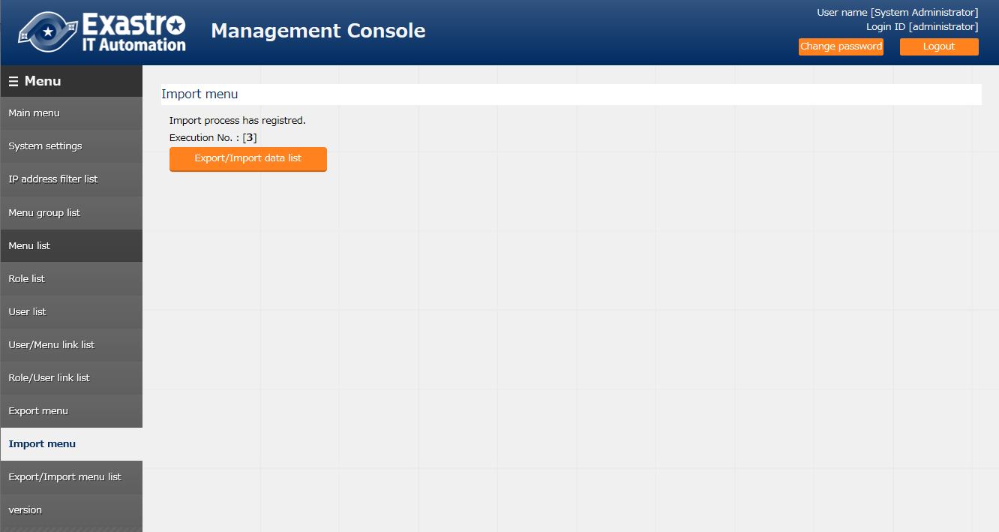 Exastro
IT Automation
Management Console
User name [System Administrator]
Login ID [administrator]
Change password
Logout
Menu
Main menu
System settings
IP address filter list
Menu group list
Menu list
Role list
User list
User/Menu link list
Role/User link list
Export menu
Import menu
Export/Import menu list
version
Import menu
Import process has registred.
Execution No. : [3]
Export/Import data list